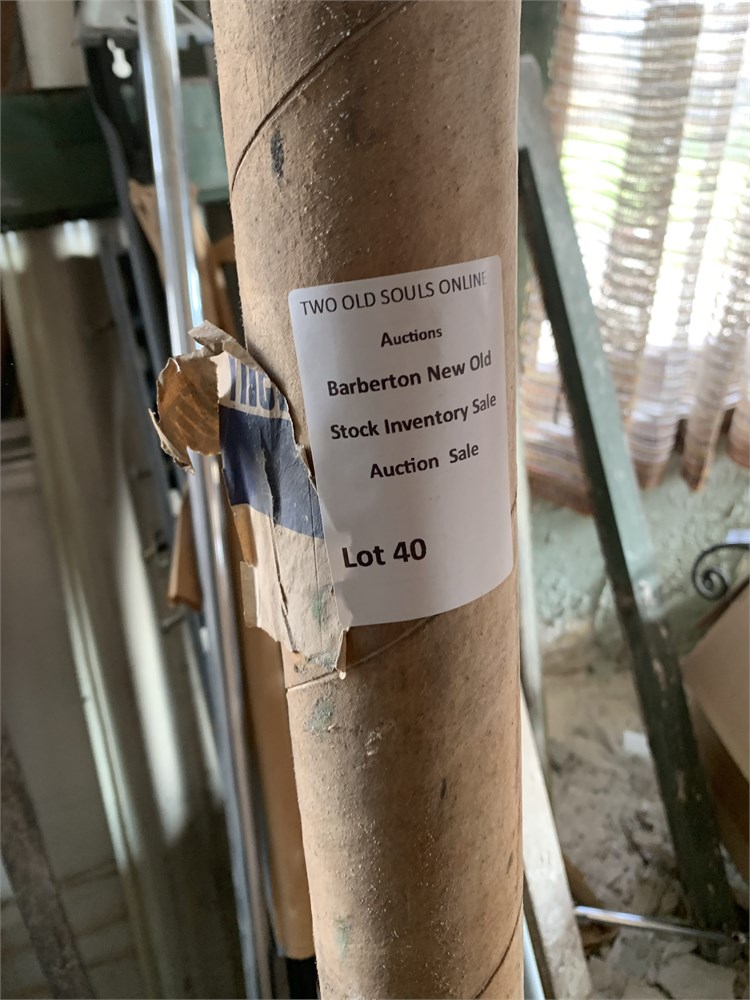 TWO OLD SOULS ONLINE
Auctions
Barberton New Old
Stock Inventory Sale
Auction Sale
Lot 40